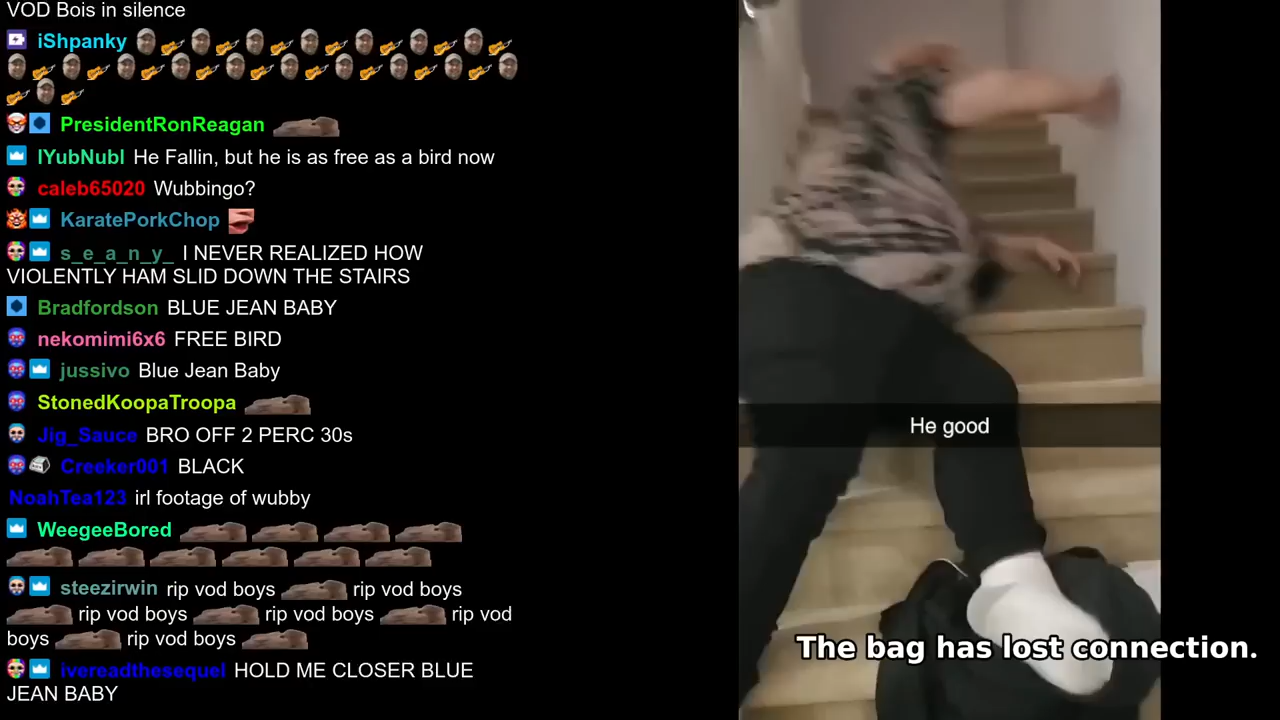 VOD Bois in silence
iShpanky
PresidentRonReagan
IYubNubI He Fallin, but he is as free as a bird now
caleb65020 Wubbingo?
KaratePorkChop
s_e_a_n_y_ I NEVER REALIZED HOW
VIOLENTLY HAM SLID DOWN THE STAIRS
Bradfordson BLUE JEAN BABY
nekomimi6x6 FREE BIRD
jussivo Blue Jean Baby
StonedKoopaTroopa
Jig_Sauce BRO OFF 2 PERC 30s
Creeker001 BLACK
NoahTea123 irl footage of wubby
WeegeeBored
steezirwin rip vod boys rip vod boys
rip vod boys rip vod boys rip vod
boys rip vod boys
ivereadthesequel HOLD ME CLOSER BLUE
JEAN BABY
He good
The bag has lost connection.